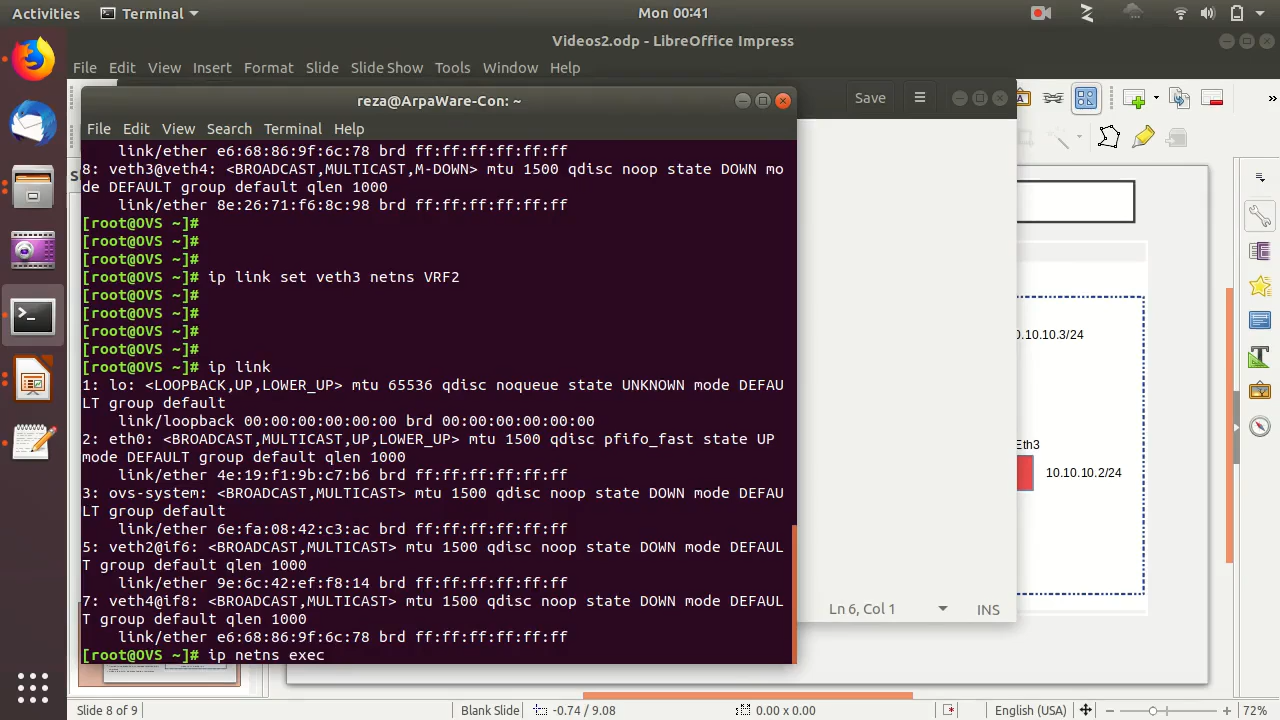 Activities
Terminal
Mon 00:41
Videos2.odp - LibreOffice Impress
File Edit View Insert Format Slide Slide Show Tools Window Help
Save
reza@ArpaWare-Con: ~
File Edit View Search Terminal Help
link/ether e6:68:86:9f:6c:78 brd ff:ff:ff:ff:ff:ff
8: veth3@veth4: <BROADCAST,MULTICAST,M-DOWN> mtu 1500 qdisc noop state DOWN mo
de DEFAULT group default qlen 1000
link/ether 8e:26:71:f6:8c:98 brd ff:ff:ff:ff:ff:ff
[root@OVS ~]#
[root@OVS ~]#
[root@OVS ~]#
[root@OVS ~]# ip link set veth3 netns VRF2
[root@OVS ~]#
[root@OVS ~]#
[root@OVS ~]#
[root@OVS ~]#
[root@OVS ~]# ip link
1: lo: <LOOPBACK,UP,LOWER_UP> mtu 65536 qdisc noqueue state UNKNOWN mode DEFAU
LT group default
link/loopback 00:00:00:00:00:00 brd 00:00:00:00:00:00
2: eth0: <BROADCAST,MULTICAST,UP,LOWER_UP> mtu 1500 qdisc pfifo_fast state UP
mode DEFAULT group default qlen 1000
link/ether 4e:19:f1:9b:c7:b6 brd ff:ff:ff:ff:ff:ff
3: ovs-system: <BROADCAST,MULTICAST> mtu 1500 qdisc noop state DOWN mode DEFAU
LT group default
link/ether 6e:fa:08:42:c3:ac brd ff:ff:ff:ff:ff:ff
5: veth2@if6: <BROADCAST,MULTICAST> mtu 1500 qdisc noop state DOWN mode DEFAUL
T group default qlen 1000
link/ether 9e:6c:42:ef:f8:14 brd ff:ff:ff:ff:ff:ff
7: veth4@if8: <BROADCAST,MULTICAST> mtu 1500 qdisc noop state DOWN mode DEFAUL
T group default qlen 1000
link/ether e6:68:86:9f:6c:78 brd ff:ff:ff:ff:ff:ff
[root@OVS ~]# ip netns exec
0.10.10.3/24
Eth3
10.10.10.2/24
Ln 6, Col 1
INS
Slide 8 of 9
Blank Slide
-0.74 / 9.08
0.00 x 0.00
English (USA)
72%